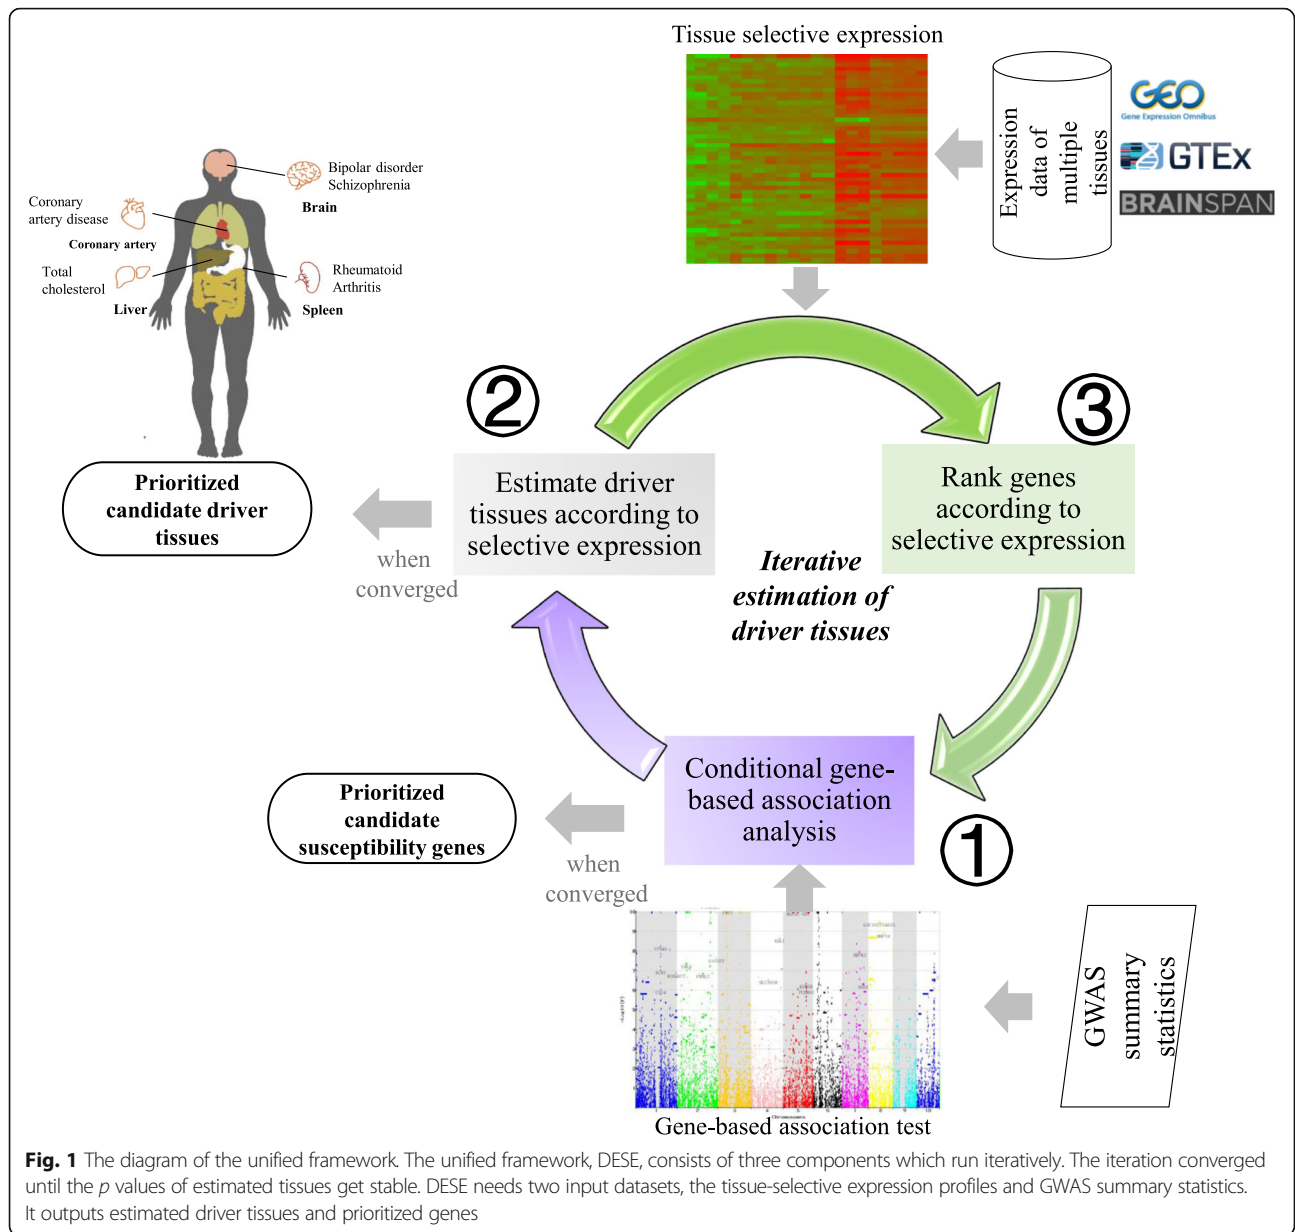 Tissue selective expression
Expression
data of
multiple
tissues
GEO
Gene Expression Omnibus
GTEx
BRAINSPAN
Bipolar disorder
Schizophrenia
Brain
Coronary
artery disease
Coronary artery
Total
cholesterol
Liver
Rheumatoid
Arthritis
Spleen
②
③
Prioritized
candidate driver
tissues
when
converged
Estimate driver
tissues according to
selective expression
Rank genes
according to
selective expression
Iterative
estimation of
driver tissues
Prioritized
candidate
susceptibility genes
when
converged
Conditional gene-
based association
analysis
①
GWAS
summary
statistics
Chromosome
Gene-based association test
Fig. 1 The diagram of the unified framework. The unified framework, DESE, consists of three components which run iteratively. The iteration converged
until the p values of estimated tissues get stable. DESE needs two input datasets, the tissue-selective expression profiles and GWAS summary statistics.
It outputs estimated driver tissues and prioritized genes